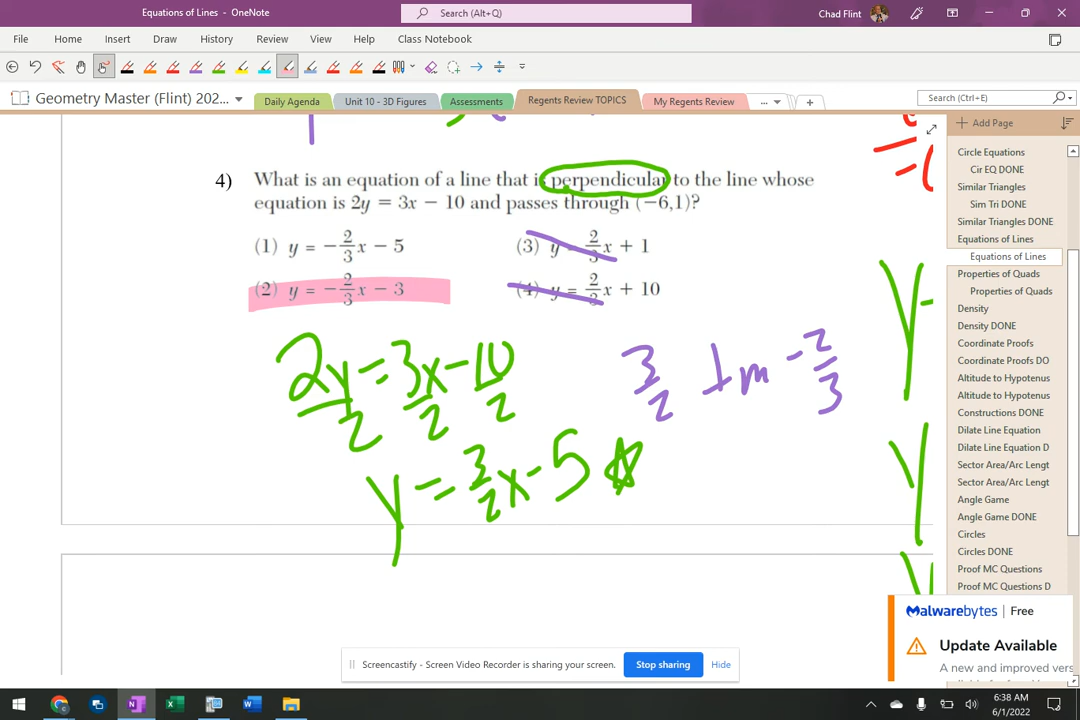 Equations of Lines - OneNote
Search (Alt+Q)
Chad Flint
File Home Insert Draw History Review View Help Class Notebook
Geometry Master (Flint) 202...
Daily Agenda
Unit 10 - 3D Figures
Assessments
Regents Review TOPICS
My Regents Review
...
Search (Ctrl+E)
Add Page
4) What is an equation of a line that is perpendicular to the line whose
equation is 2y = 3x − 10 and passes through (−6,1)?
(1) y = −2/3x − 5
(3) y = 2/3x + 1
(2) y = −2/3x − 3
(4) y = 2/3x + 10
2y/2 = 3x/2 - 10/2
3/2 ⊥m -2/3
y = 3/2x - 5
Circle Equations
Cir EQ DONE
Similar Triangles
Sim Tri DONE
Similar Triangles DONE
Equations of Lines
Equations of Lines
Properties of Quads
Properties of Quads
Density
Density DONE
Coordinate Proofs
Coordinate Proofs DO
Altitude to Hypotenus
Altitude to Hypotenus
Constructions DONE
Dilate Line Equation
Dilate Line Equation D
Sector Area/Arc Lengt
Sector Area/Arc Lengt
Angle Game
Angle Game DONE
Circles
Circles DONE
Proof MC Questions
Proof MC Questions D
Malwarebytes | Free
Update Available
A new and improved vers
Screencastify - Screen Video Recorder is sharing your screen.
Stop sharing
Hide
6:38 AM
6/1/2022